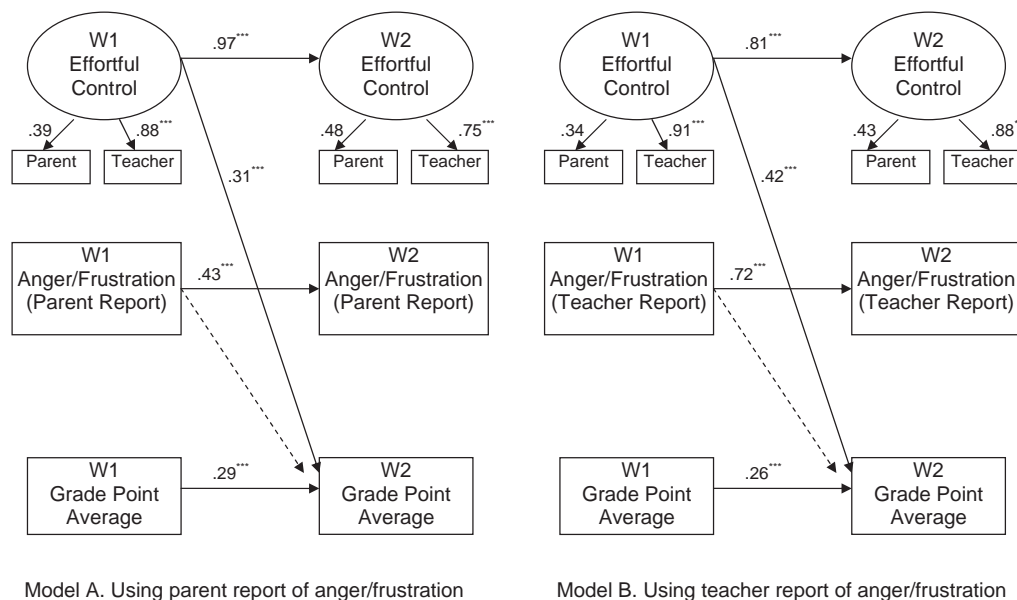 W1
Effortful
Control
.97***
W2
Effortful
Control
.39
.88***
.48
.75***
Parent
Teacher
Parent
Teacher
.31***
W1
Anger/Frustration
(Parent Report)
.43***
W2
Anger/Frustration
(Parent Report)
W1
Grade Point
Average
.29***
W2
Grade Point
Average
Model A. Using parent report of anger/frustration
W1
Effortful
Control
.81***
W2
Effortful
Control
.34
.91***
.43
.88*
Parent
Teacher
Parent
Teacher
.42***
W1
Anger/Frustration
(Teacher Report)
.72***
W2
Anger/Frustration
(Teacher Report)
W1
Grade Point
Average
.26***
W2
Grade Point
Average
Model B. Using teacher report of anger/frustration